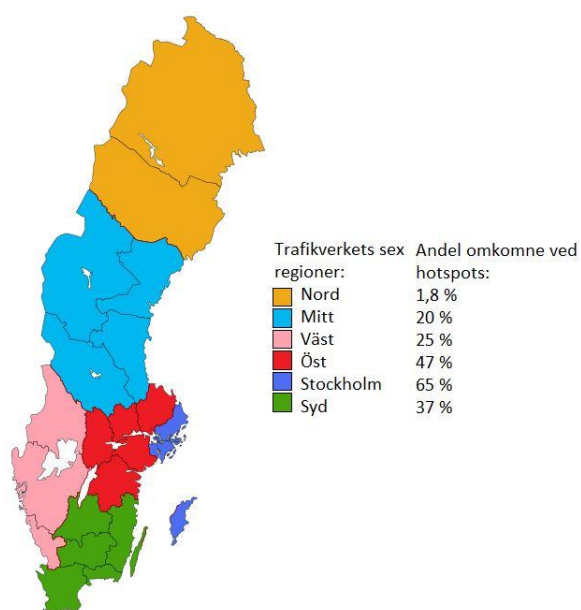 Trafikverkets sex regioner:
Andel omkomne ved hotspots:
Nord 1,8 %
Mitt 20 %
Väst 25 %
Öst 47 %
Stockholm 65 %
Syd 37 %